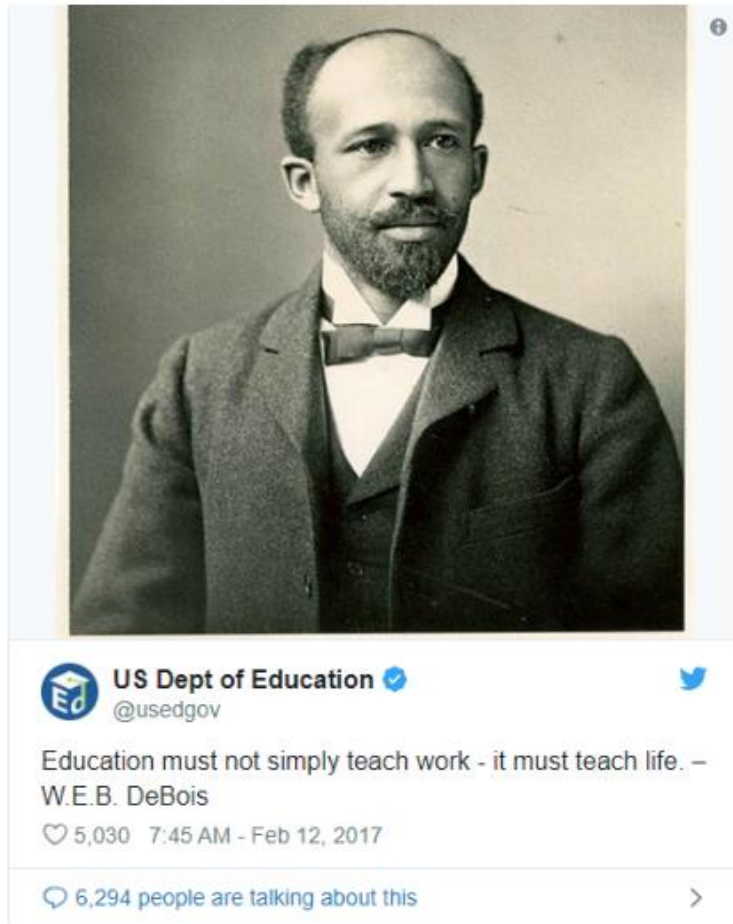 US Dept of Education
@usedgov
Education must not simply teach work - it must teach life. –
W.E.B. DeBois
5,030 7:45 AM - Feb 12, 2017
6,294 people are talking about this
Ed